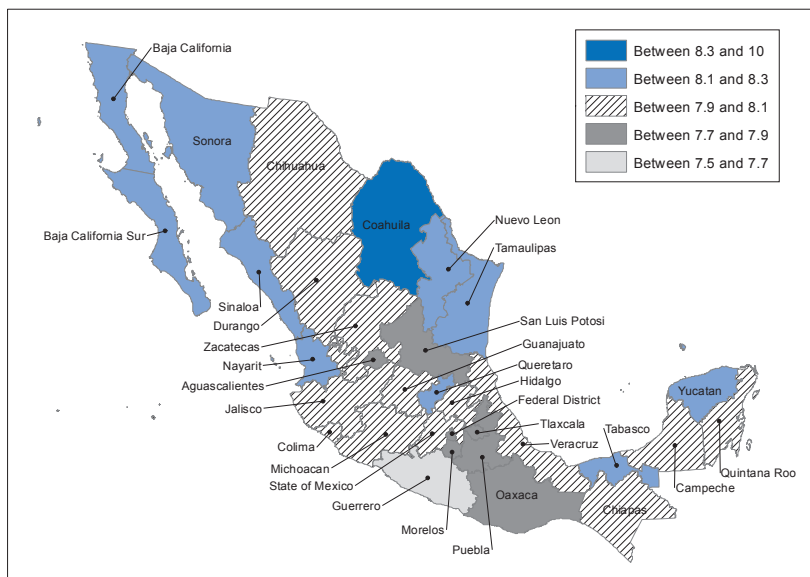 Baja California
Between 8.3 and 10
Between 8.1 and 8.3
Between 7.9 and 8.1
Between 7.7 and 7.9
Between 7.5 and 7.7
Sonora
Chihuahua
Coahuila
Nuevo Leon
Baja California Sur
Tamaulipas
Sinaloa
Durango
San Luis Potosi
Zacatecas
Guanajuato
Nayarit
Queretaro
Aguascalientes
Hidalgo
Yucatan
Federal District
Jalisco
Tlaxcala
Tabasco
Colima
Veracruz
Michoacan
Quintana Roo
State of Mexico
Campeche
Guerrero
Oaxaca
Chiapas
Morelos
Puebla